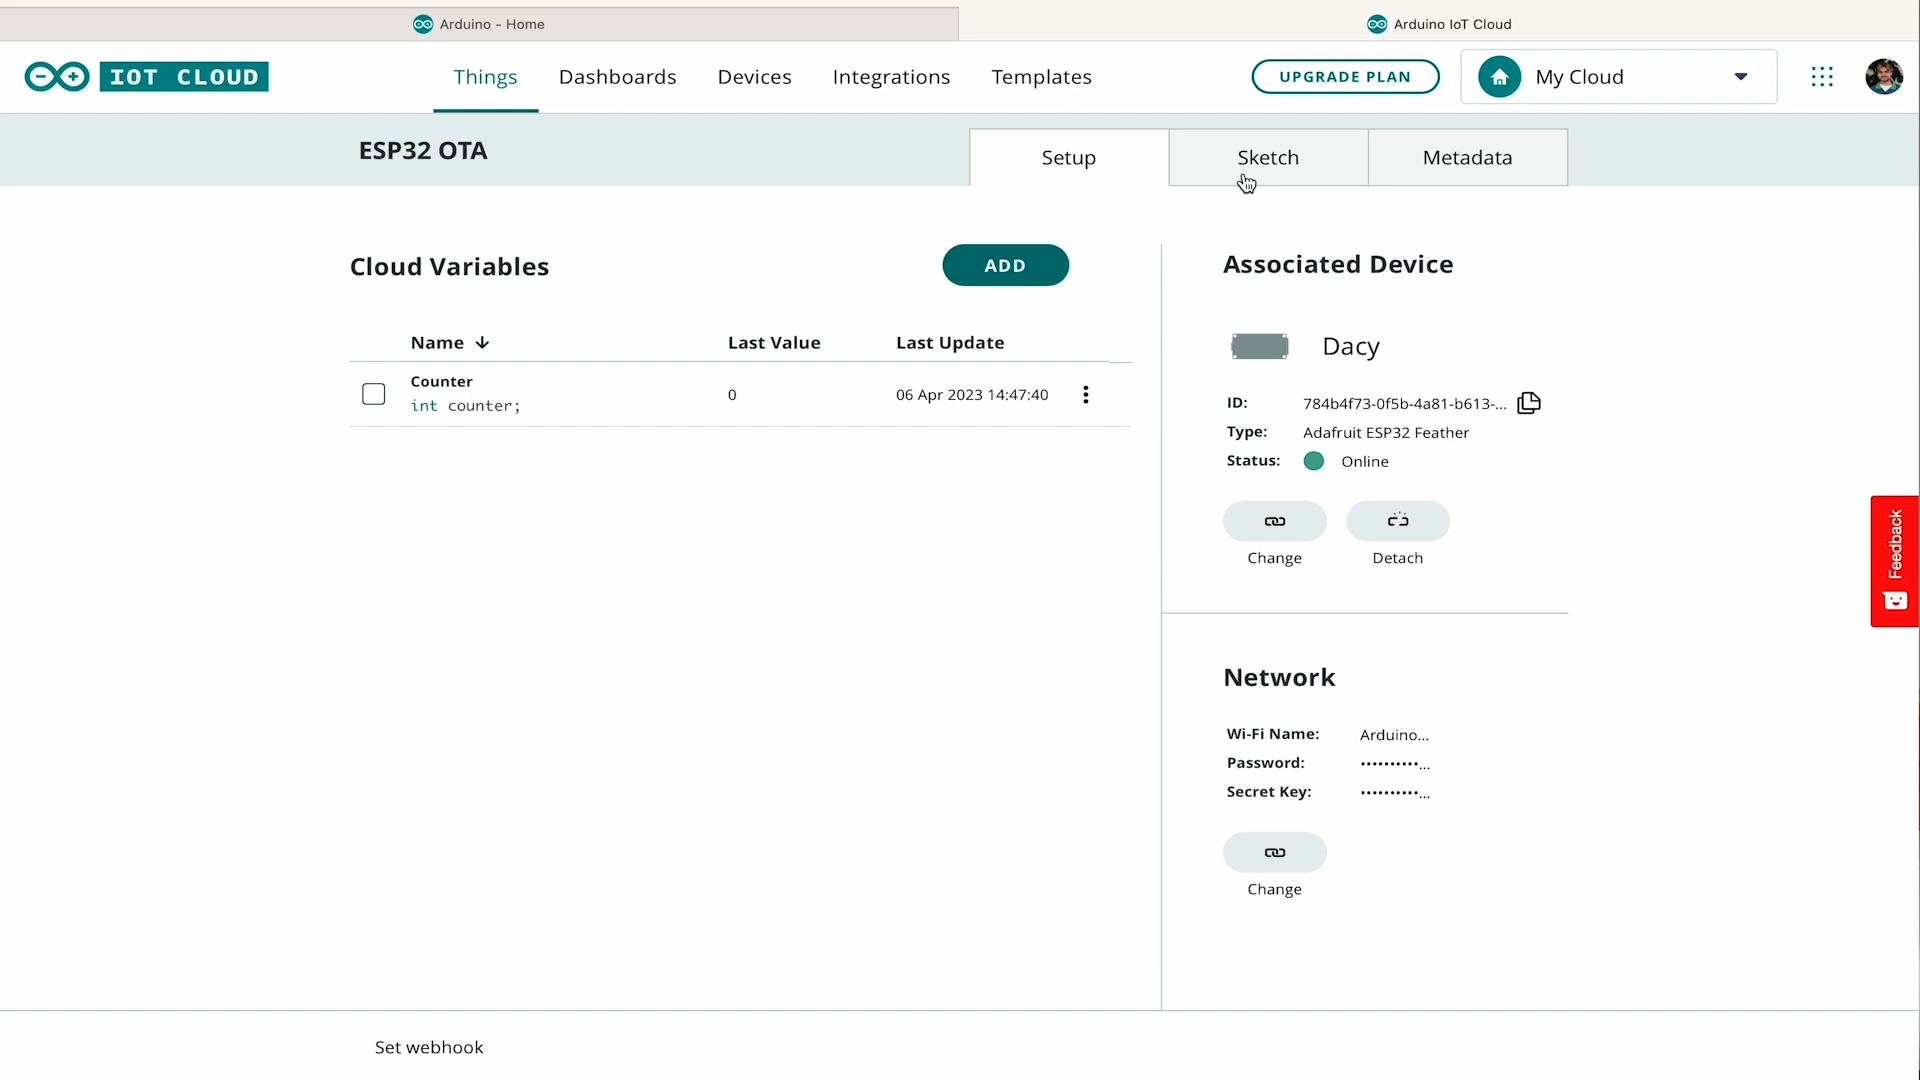 Arduino - Home
Arduino IoT Cloud
IOT CLOUD
Things
Dashboards
Devices
Integrations
Templates
UPGRADE PLAN
My Cloud
ESP32 OTA
Setup
Sketch
Metadata
Cloud Variables
ADD
Name
Last Value
Last Update
Counter
int counter;
0
06 Apr 2023 14:47:40
Associated Device
Dacy
ID: 784b4f73-0f5b-4a81-b613-...
Type: Adafruit ESP32 Feather
Status: Online
Change
Detach
Feedback
Network
Wi-Fi Name: Arduino...
Password: ••••••••••...
Secret Key: ••••••••••...
Change
Set webhook